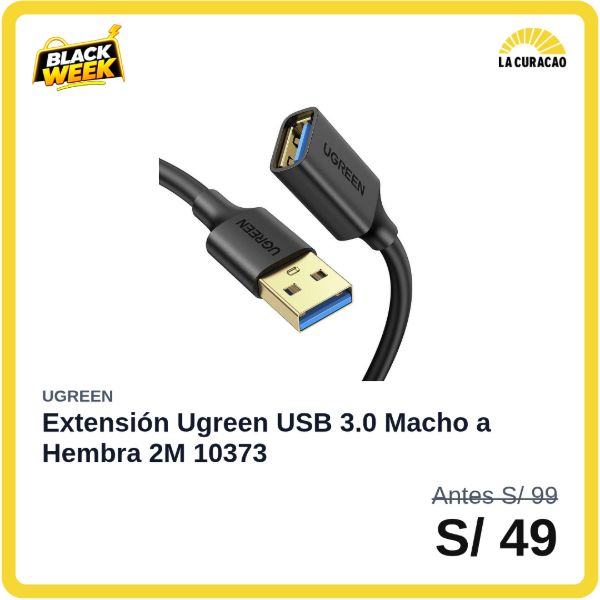 BLACK
WEEK
LA CURACAO
UGREEN
UGREEN
UGREEN
Extensión Ugreen USB 3.0 Macho a
Hembra 2M 10373
Antes S/ 99
S/ 49